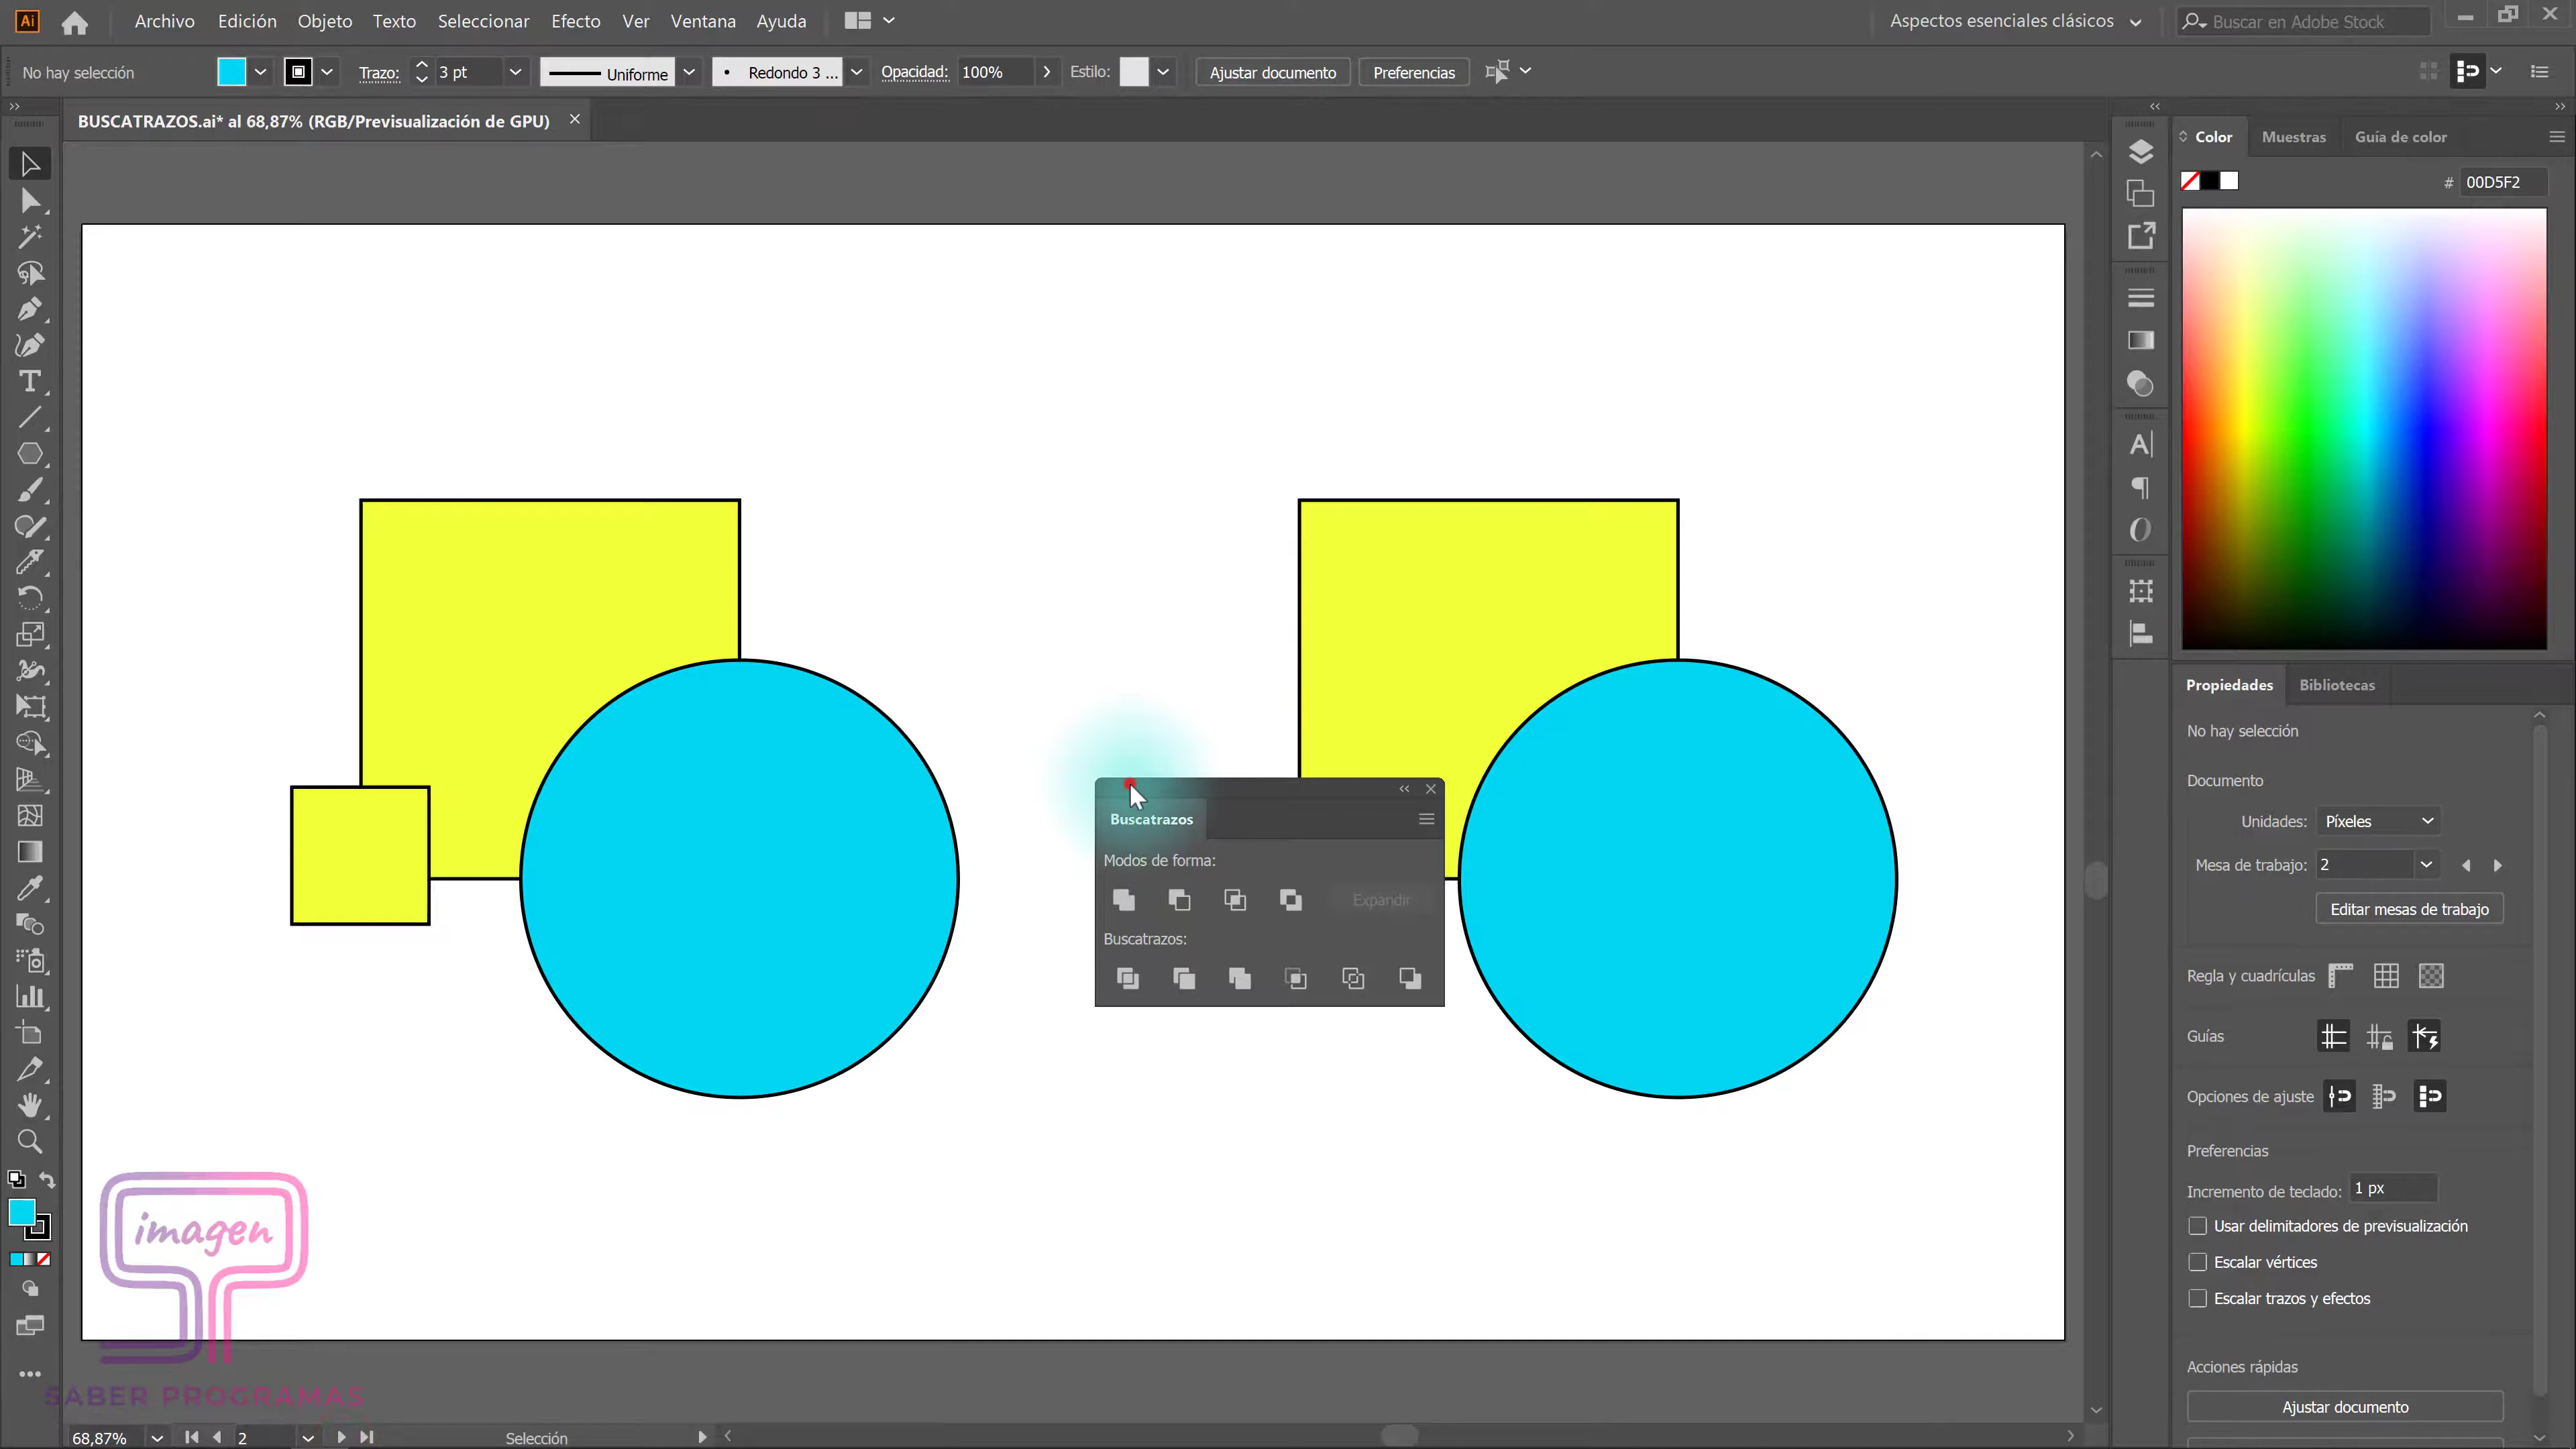 Ai Archivo Edición Objeto Texto Seleccionar Efecto Ver Ventana Ayuda Aspectos esenciales clásicos Buscar en Adobe Stock
No hay selección Trazo: 3 pt Uniforme Redondo 3 ... Opacidad: 100% Estilo: Ajustar documento Preferencias
BUSCATRAZOS.ai* al 68,87% (RGB/Previsualización de GPU)
Color Muestras Guía de color
# 00D5F2
Buscatrazos
Modos de forma:
Expandir
Buscatrazos:
Propiedades Bibliotecas
No hay selección
Documento
Unidades: Píxeles
Mesa de trabajo: 2
Editar mesas de trabajo
Regla y cuadrículas
Guías
Opciones de ajuste
Preferencias
Incremento de teclado: 1 px
Usar delimitadores de previsualización
Escalar vértices
Escalar trazos y efectos
Acciones rápidas
Ajustar documento
imagen
SABER PROGRAMAS
68,87% 2 Selección